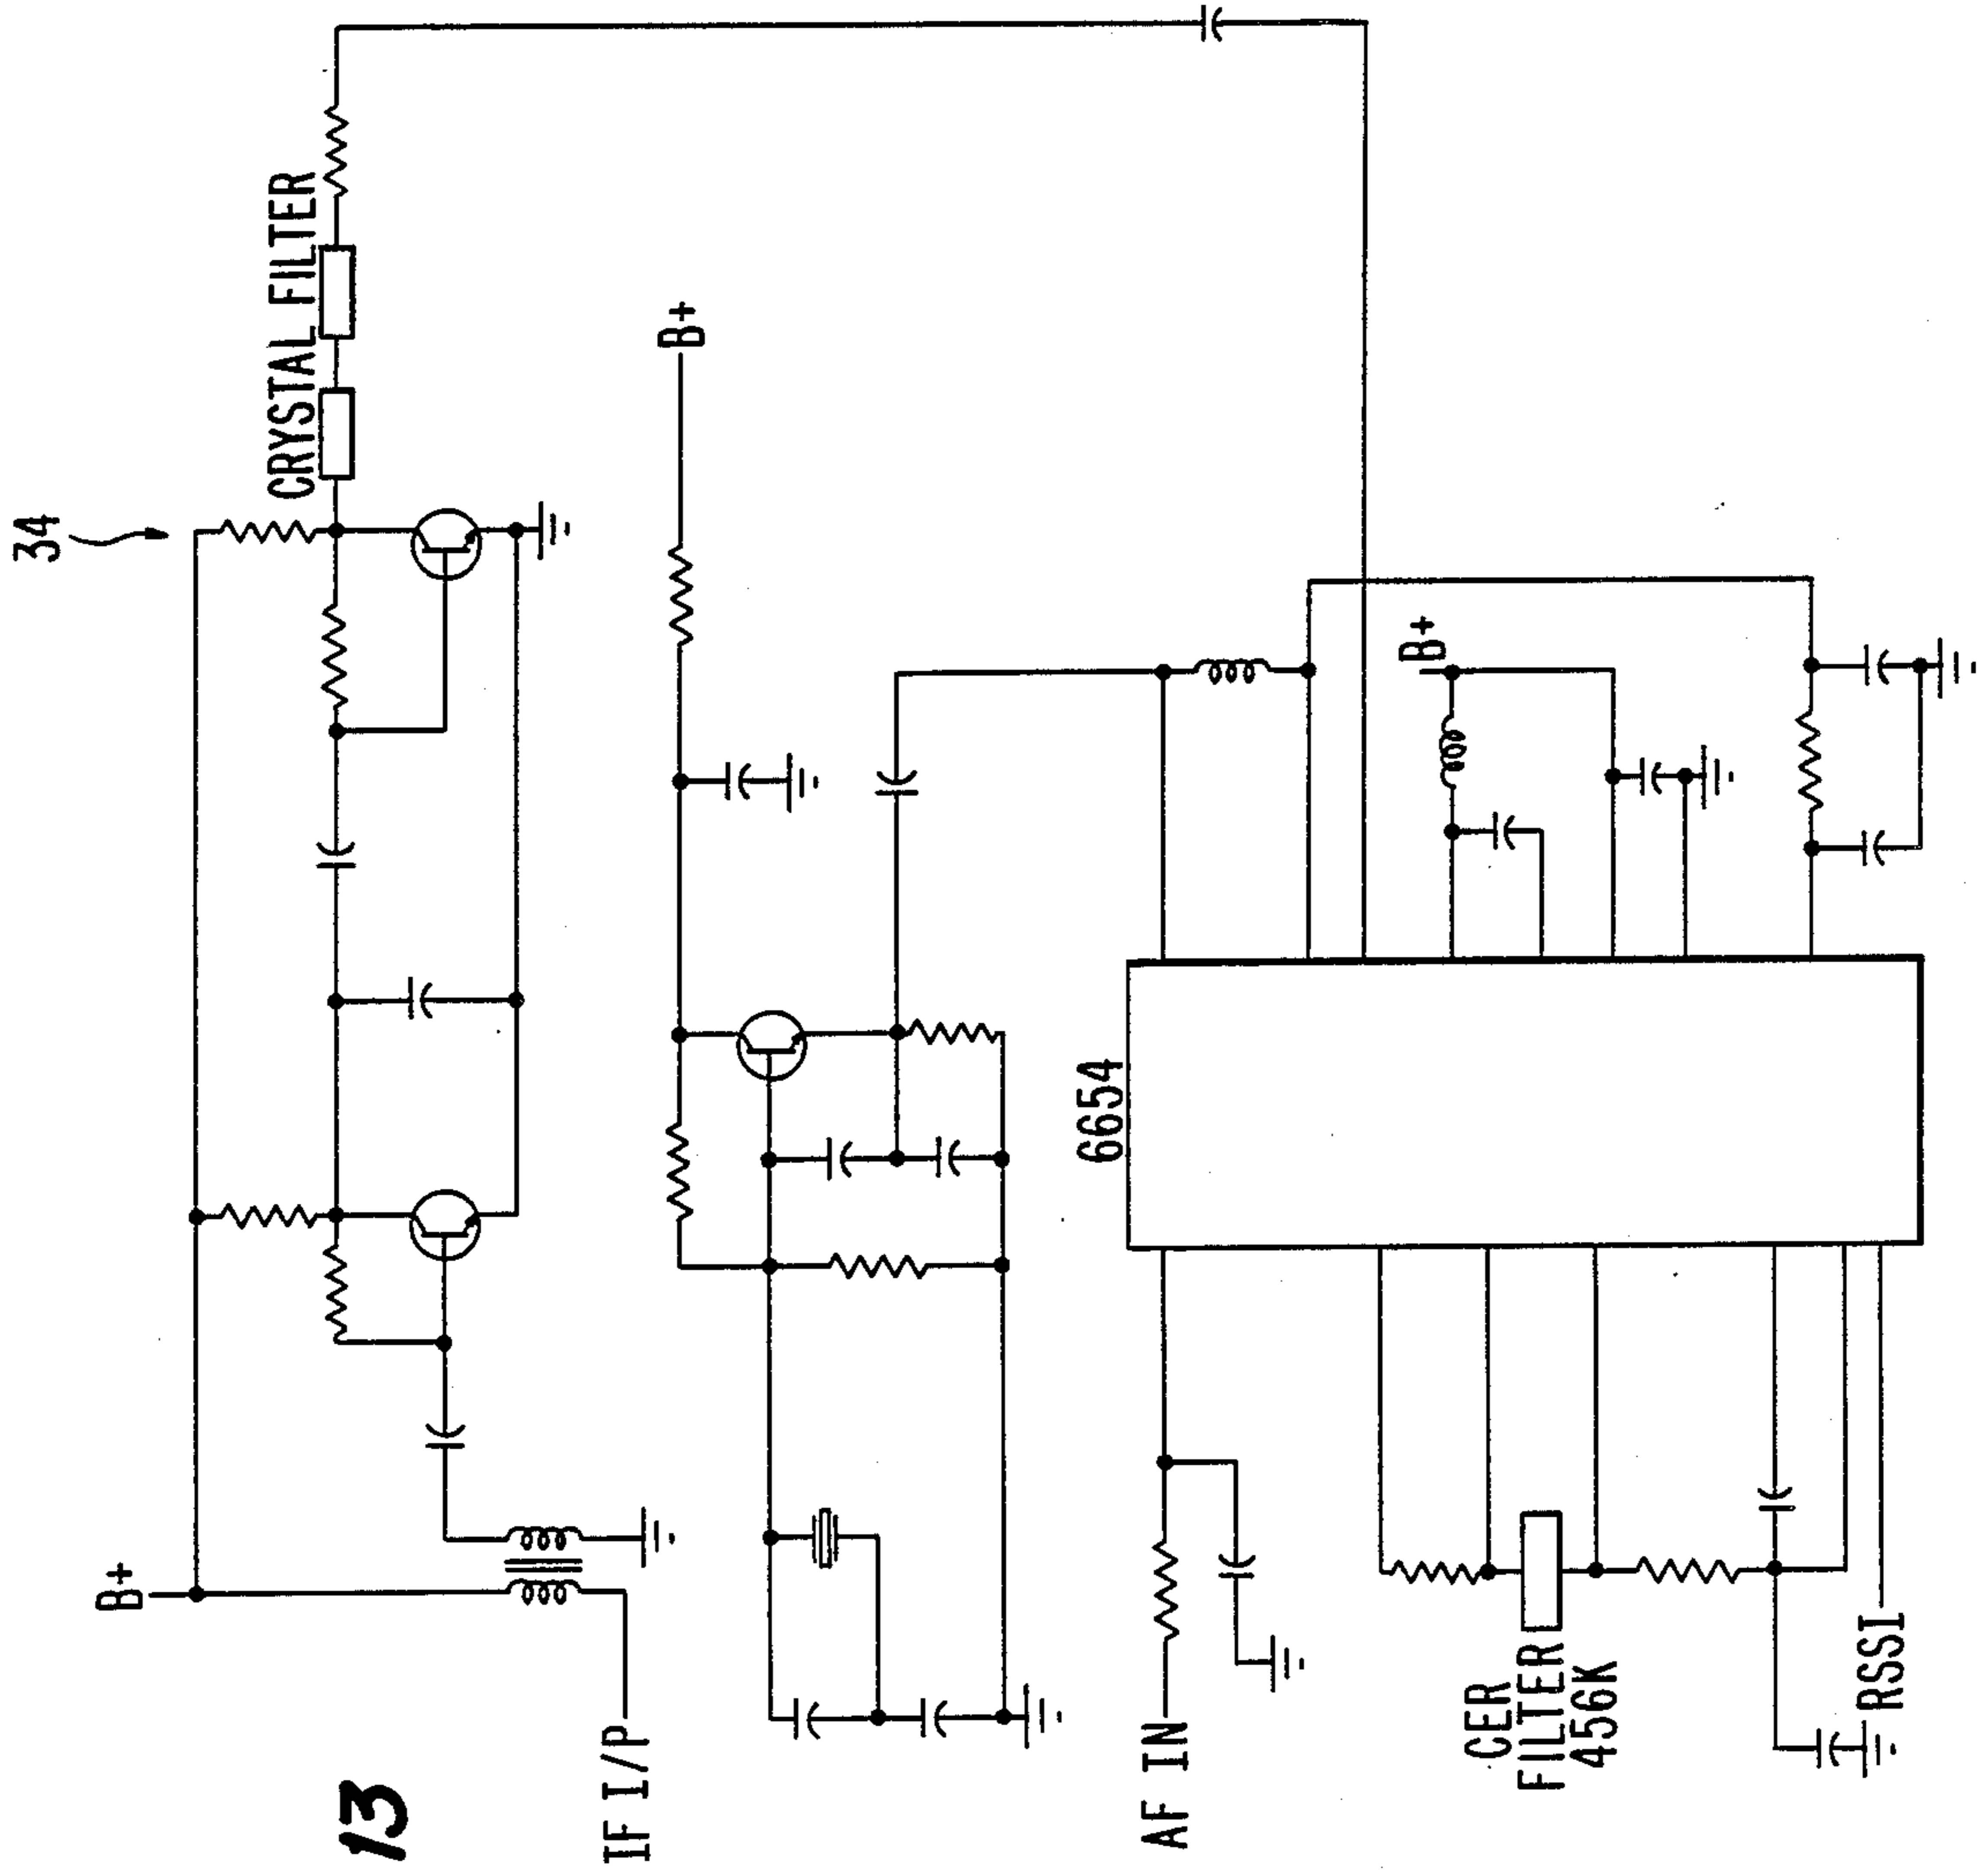 13
34
B+
CRYSTAL FILTER
B+
IF I/P
6654
B+
AF IN
CER
FILTER
456K
RSSI